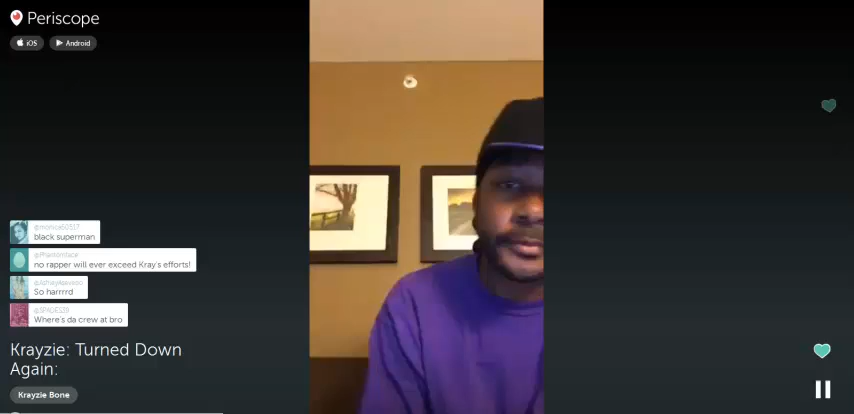 Periscope
iOS
Android
@monica60517
black superman
@Phantomface
no rapper will ever exceed Kray's efforts!
So harrrrd
Where's da crew at bro
Krayzie: Turned Down
Again:
Krayzie Bone